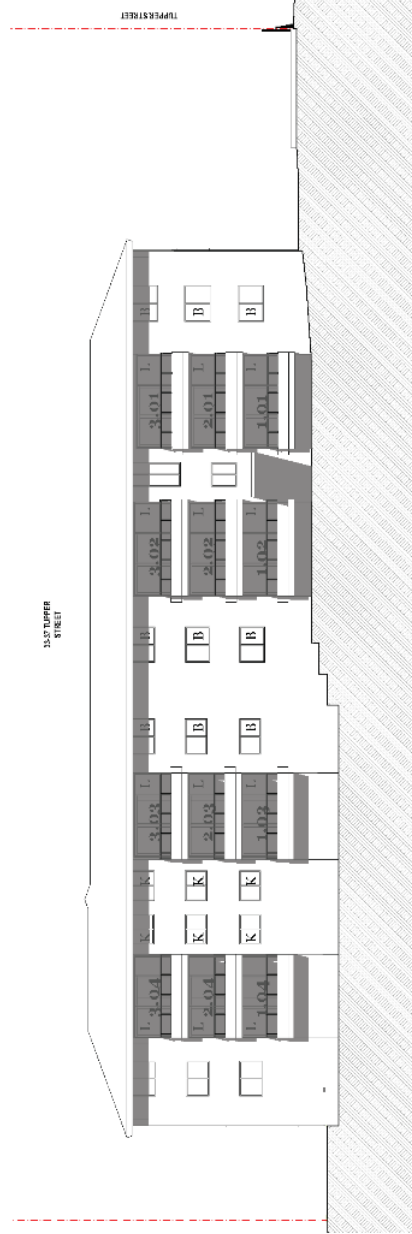 TUPPER STREET
33-37 TUPPER
STREET
L 3.04 K K 3.03 L B B 3.02 L 3.01 L B
L 2.04 K K 2.03 L B B 2.02 L 2.01 L B
L 1.04 K K 1.03 L B B 1.02 L 1.01 L B